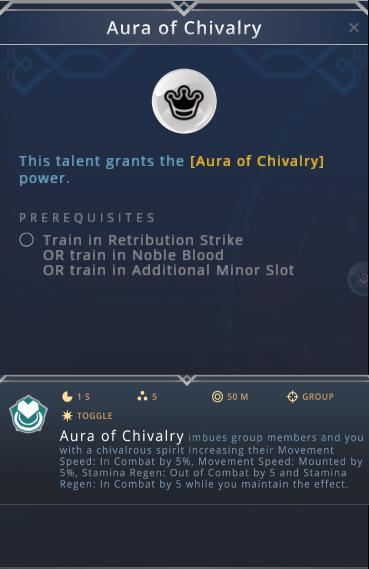 Aura of Chivalry
This talent grants the [Aura of Chivalry]
power.
PREREQUISITES
Train in Retribution Strike
OR train in Noble Blood
OR train in Additional Minor Slot
1 S 5 50 M GROUP
TOGGLE
Aura of Chivalry imbues group members and you
with a chivalrous spirit increasing their Movement
Speed: In Combat by 5%, Movement Speed: Mounted by
5%, Stamina Regen: Out of Combat by 5 and Stamina
Regen: In Combat by 5 while you maintain the effect.